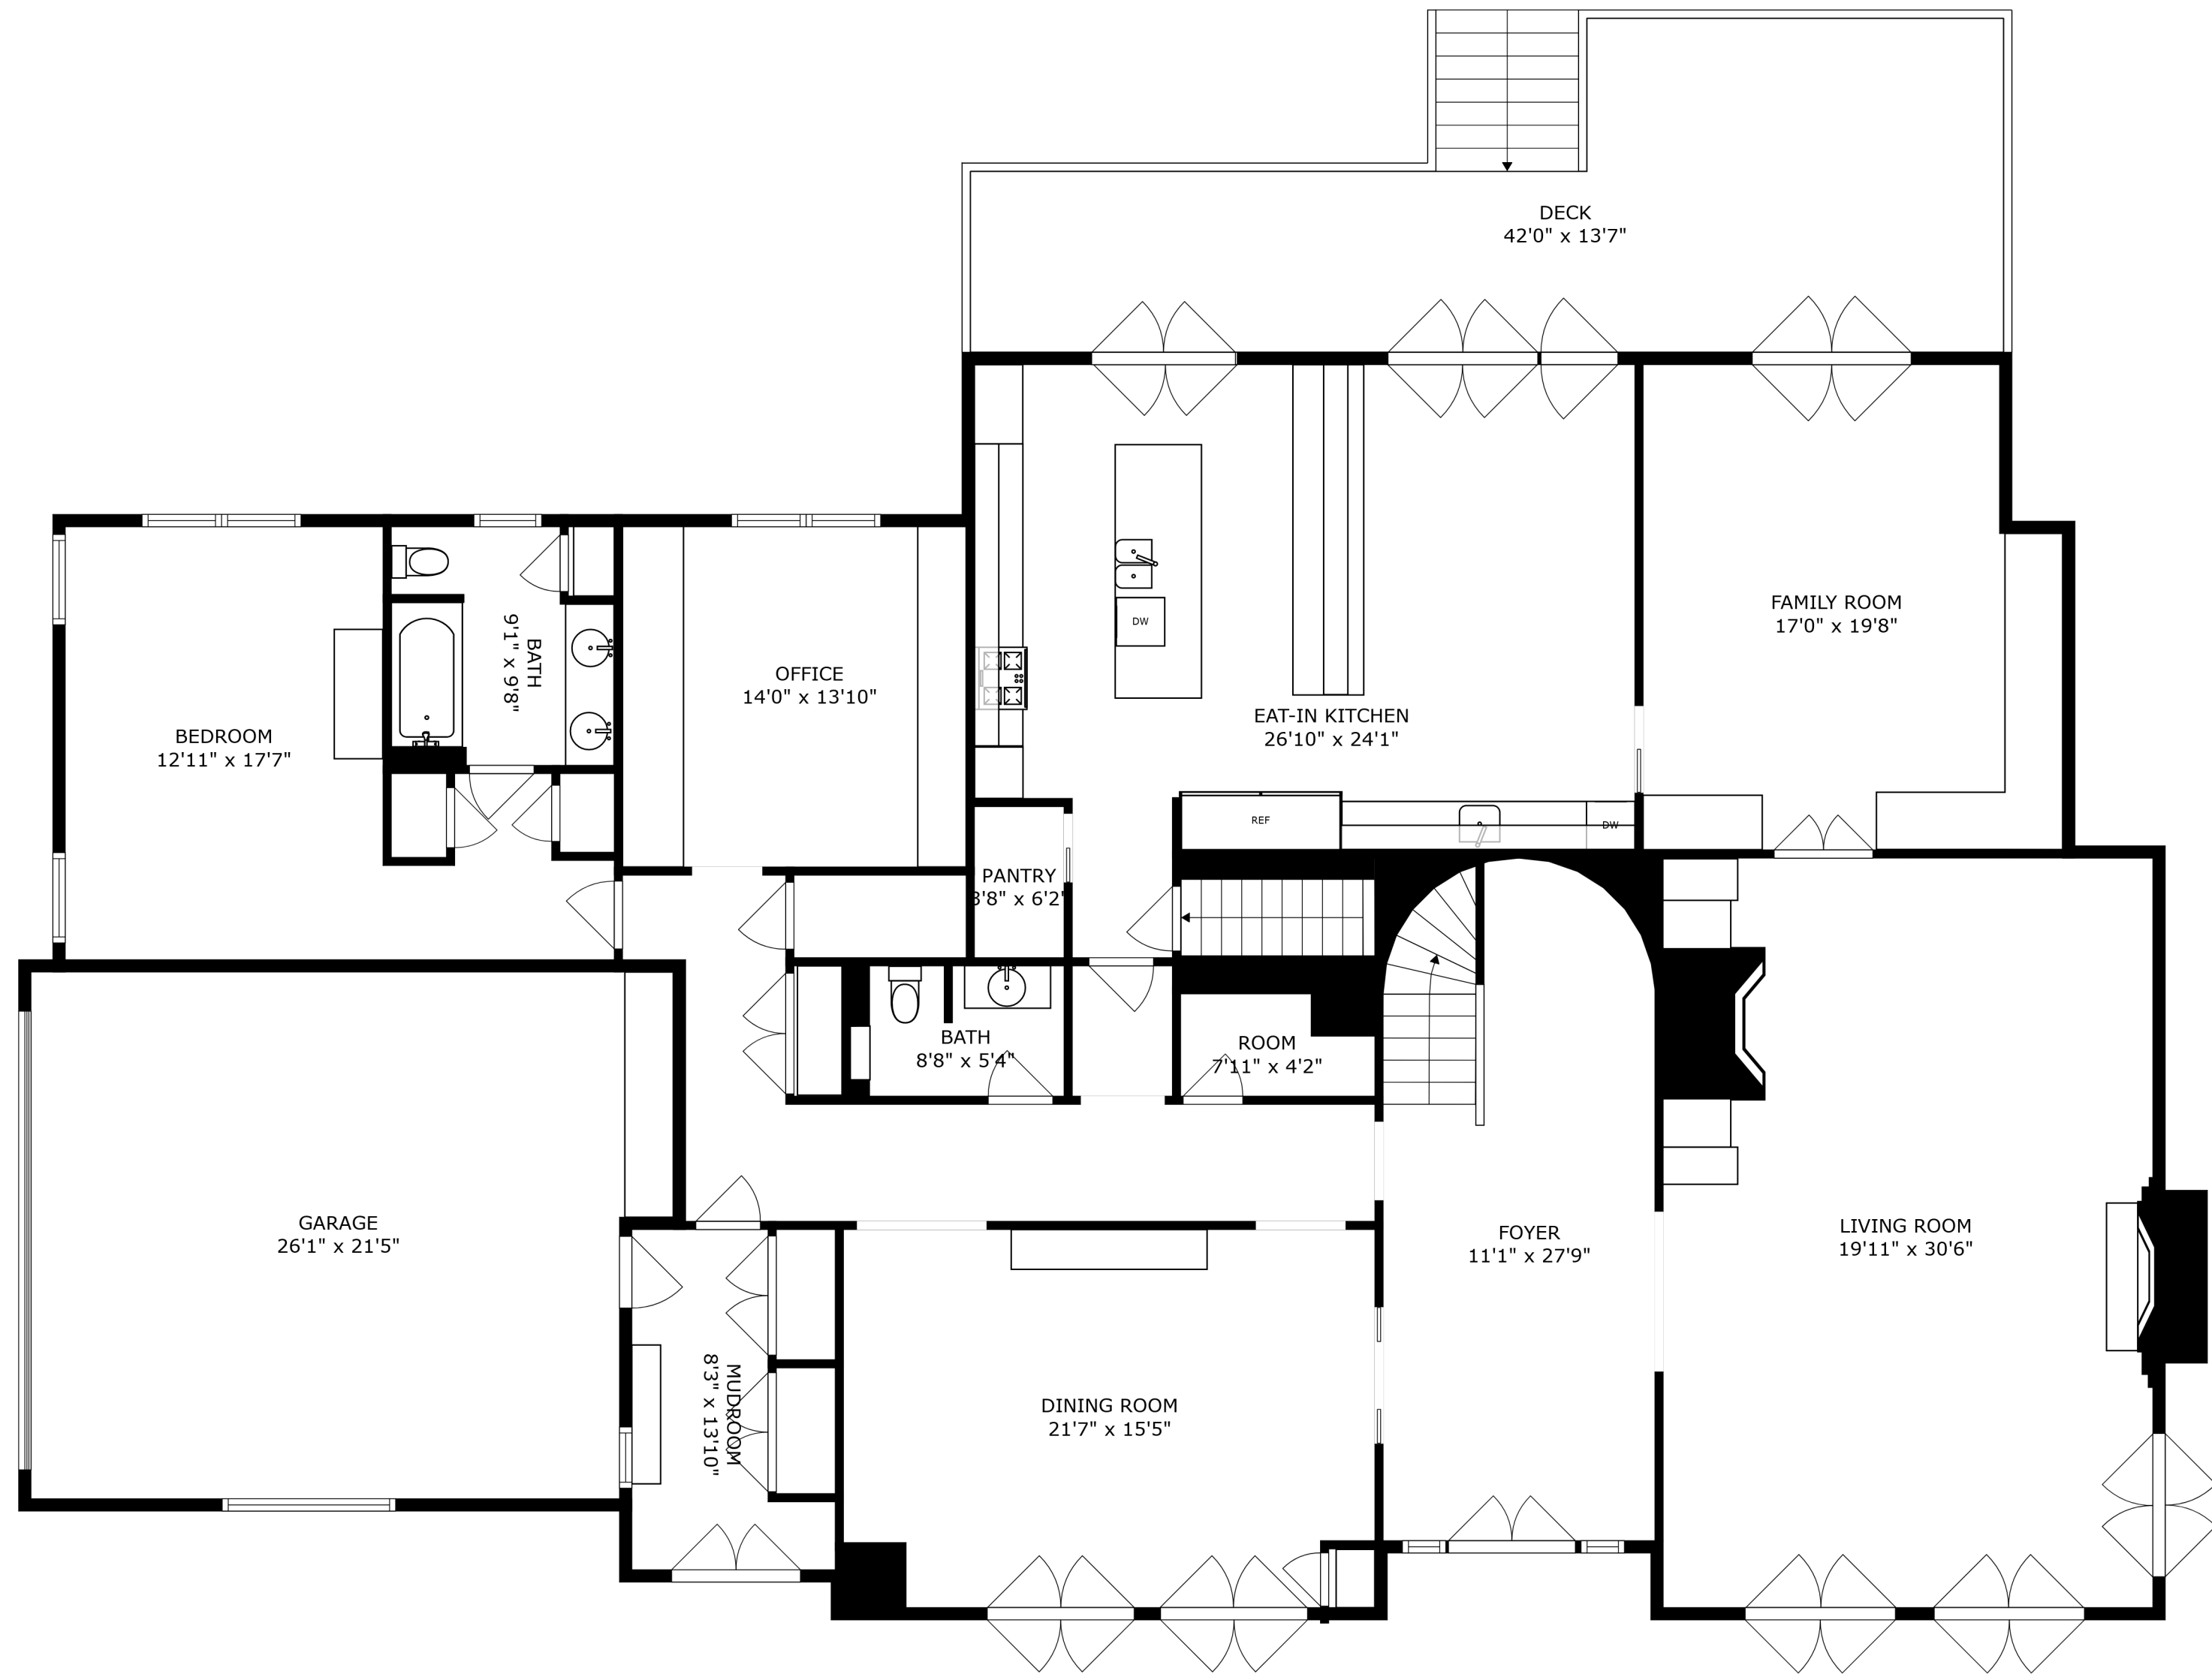 DECK
42'0" x 13'7"
FAMILY ROOM
17'0" x 19'8"
DW
BATH
9'1" x 9'8"
OFFICE
14'0" x 13'10"
EAT-IN KITCHEN
26'10" x 24'1"
BEDROOM
12'11" x 17'7"
REF
DW
PANTRY
3'8" x 6'2"
BATH
8'8" x 5'4"
ROOM
7'11" x 4'2"
GARAGE
26'1" x 21'5"
FOYER
11'1" x 27'9"
LIVING ROOM
19'11" x 30'6"
MUDROOM
8'3" x 13'10"
DINING ROOM
21'7" x 15'5"